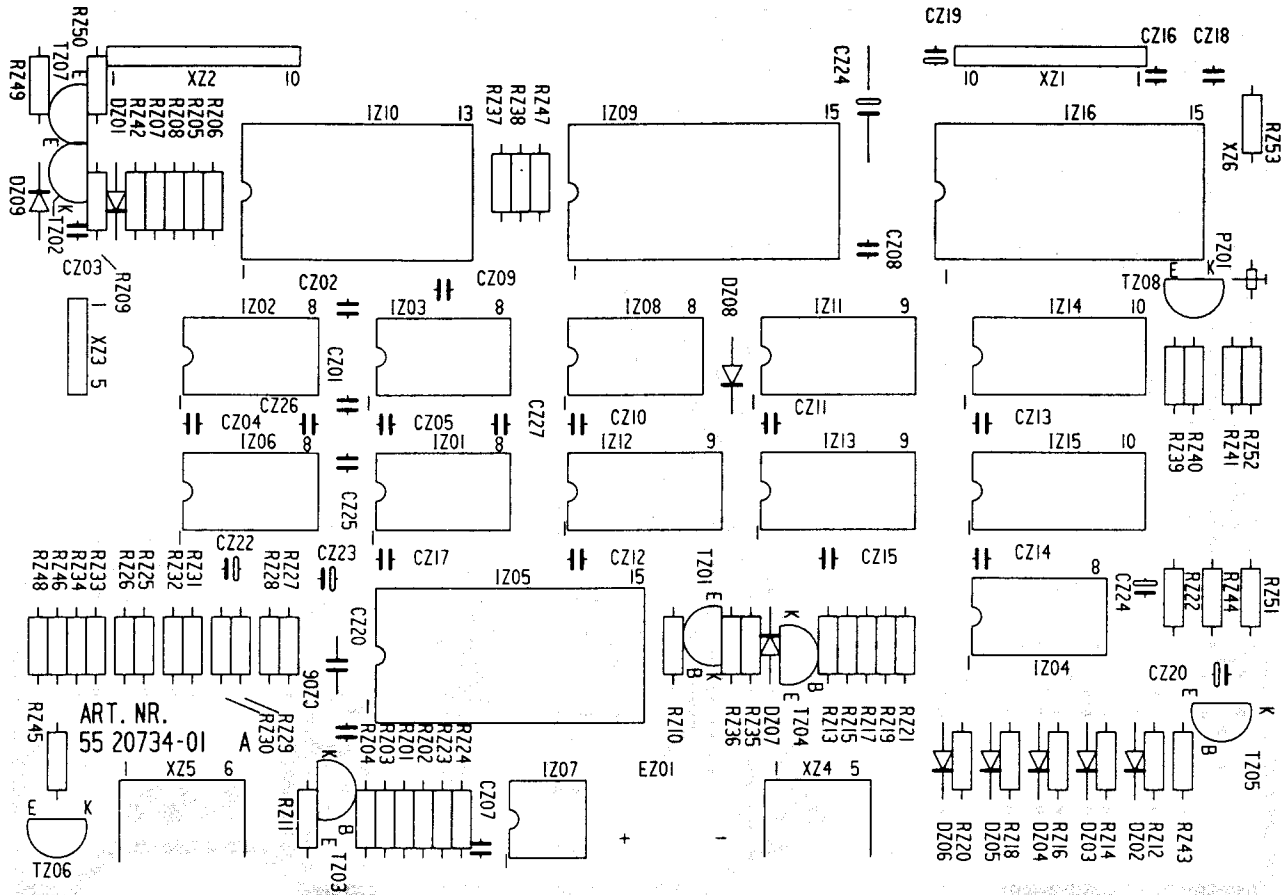 RZ50
TZ07
RZ49
E
1
XZ2
10
CZ19
CZ16
CZ18
10
XZ1
1
CZ24
DZ01
RZ42
RZ07
RZ08
RZ05
RZ06
IZ10
13
RZ37
RZ38
RZ47
IZ09
15
IZ16
15
XZ6
RZ53
E
K
DZ09
TZ02
CZ03
RZ09
CZ08
PZ01
E
K
TZ08
1
CZ02
CZ09
DZ08
1
1
XZ3
5
IZ02
8
IZ03
8
IZ08
8
IZ11
9
IZ14
10
CZ01
CZ26
CZ04
CZ05
CZ27
CZ10
CZ11
CZ13
IZ06
8
IZ01
8
IZ12
9
IZ13
9
IZ15
10
RZ39
RZ40
RZ41
RZ52
CZ25
RZ48
RZ46
RZ34
RZ33
RZ26
RZ25
RZ32
RZ31
CZ22
RZ28
RZ27
CZ23
CZ17
CZ12
TZ01
CZ15
CZ14
IZ05
15
8
CZ24
RZ22
RZ44
RZ51
CZ20
E
B
K
K
B
E
IZ04
CZ20
CZ06
RZ45
ART. NR.
55 20734-01 A
RZ30
RZ29
RZ04
RZ03
RZ01
RZ02
RZ23
RZ24
RZ10
RZ36
RZ35
DZ07
TZ04
RZ13
RZ15
RZ17
RZ19
RZ21
E
K
B
TZ05
1
XZ5
6
K
B
E
RZ11
TZ03
CZ07
IZ07
EZ01
+
-
1
XZ4
5
E
K
TZ06
DZ06
RZ20
DZ05
RZ18
DZ04
RZ16
DZ03
RZ14
DZ02
RZ12
RZ43